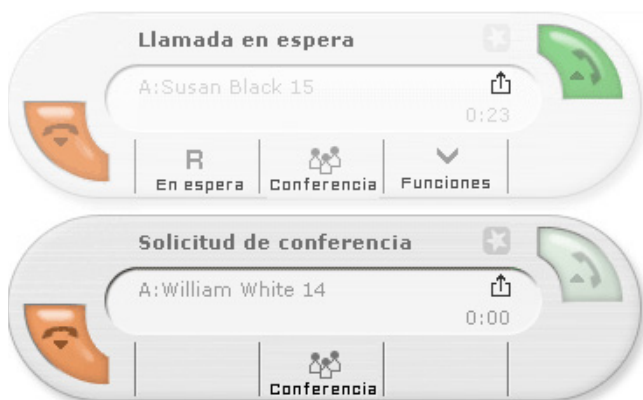 Llamada en espera
A:Susan Black 15
0:23
R
En espera Conferencia Funciones
Solicitud de conferencia
A:William White 14
0:00
Conferencia